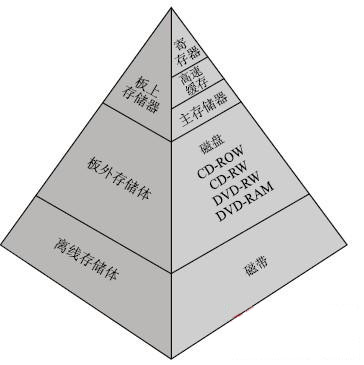 寄
存器
高速
缓存
板上
存储器
主存储器
磁盘
CD-ROW
CD-RW
DVD-RW
DVD-RAM
板外存储体
离线存储体
磁带